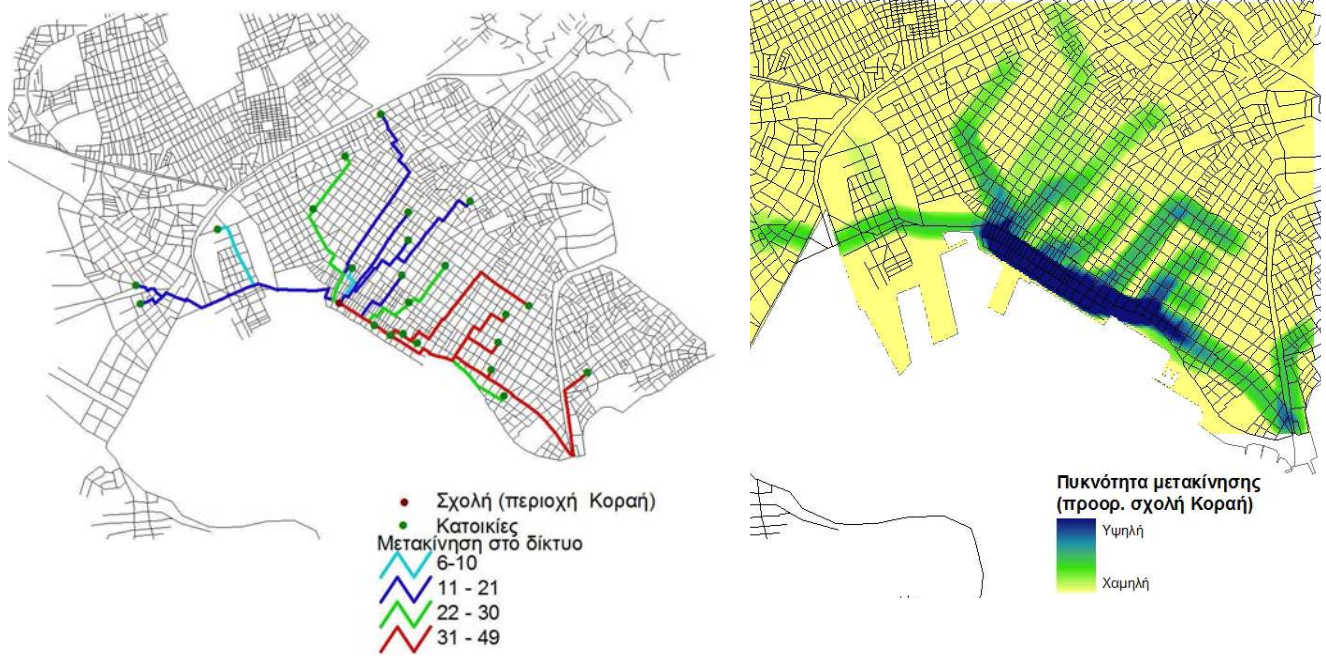 Σχολή (περιοχή Κοραή)
Κατοικίες
Μετακίνηση στο δίκτυο
6-10
11 - 21
22 - 30
31 - 49
Πυκνότητα μετακίνησης
(προορ. σχολή Κοραή)
Υψηλή
Χαμηλή